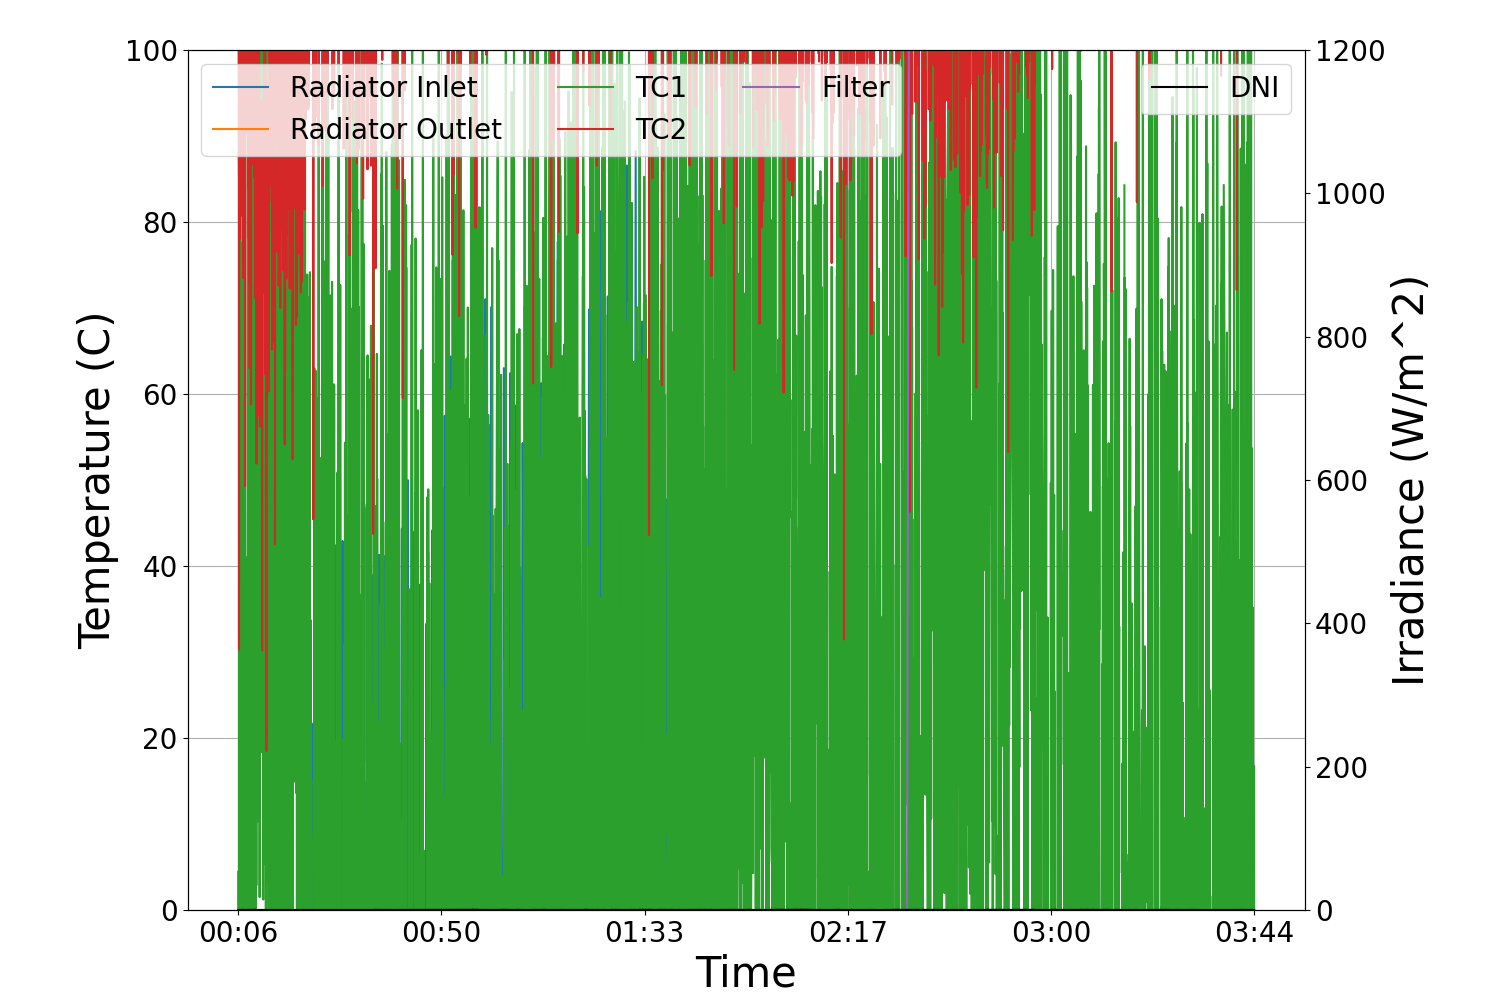 100
80
60
40
20
0
Temperature (C)
Radiator Inlet
Radiator Outlet
TC1
TC2
Filter
DNI
1200
1000
800
600
400
200
0
Irradiance (W/m^2)
00:06 00:50 01:33 02:17 03:00 03:44
Time